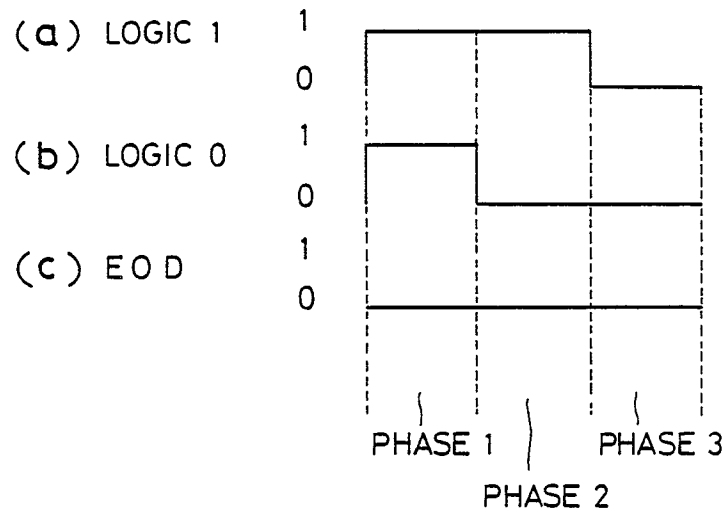 (a) LOGIC 1 1
0
(b) LOGIC 0 1
0
(c) EOD 1
0
PHASE 1 PHASE 3
PHASE 2